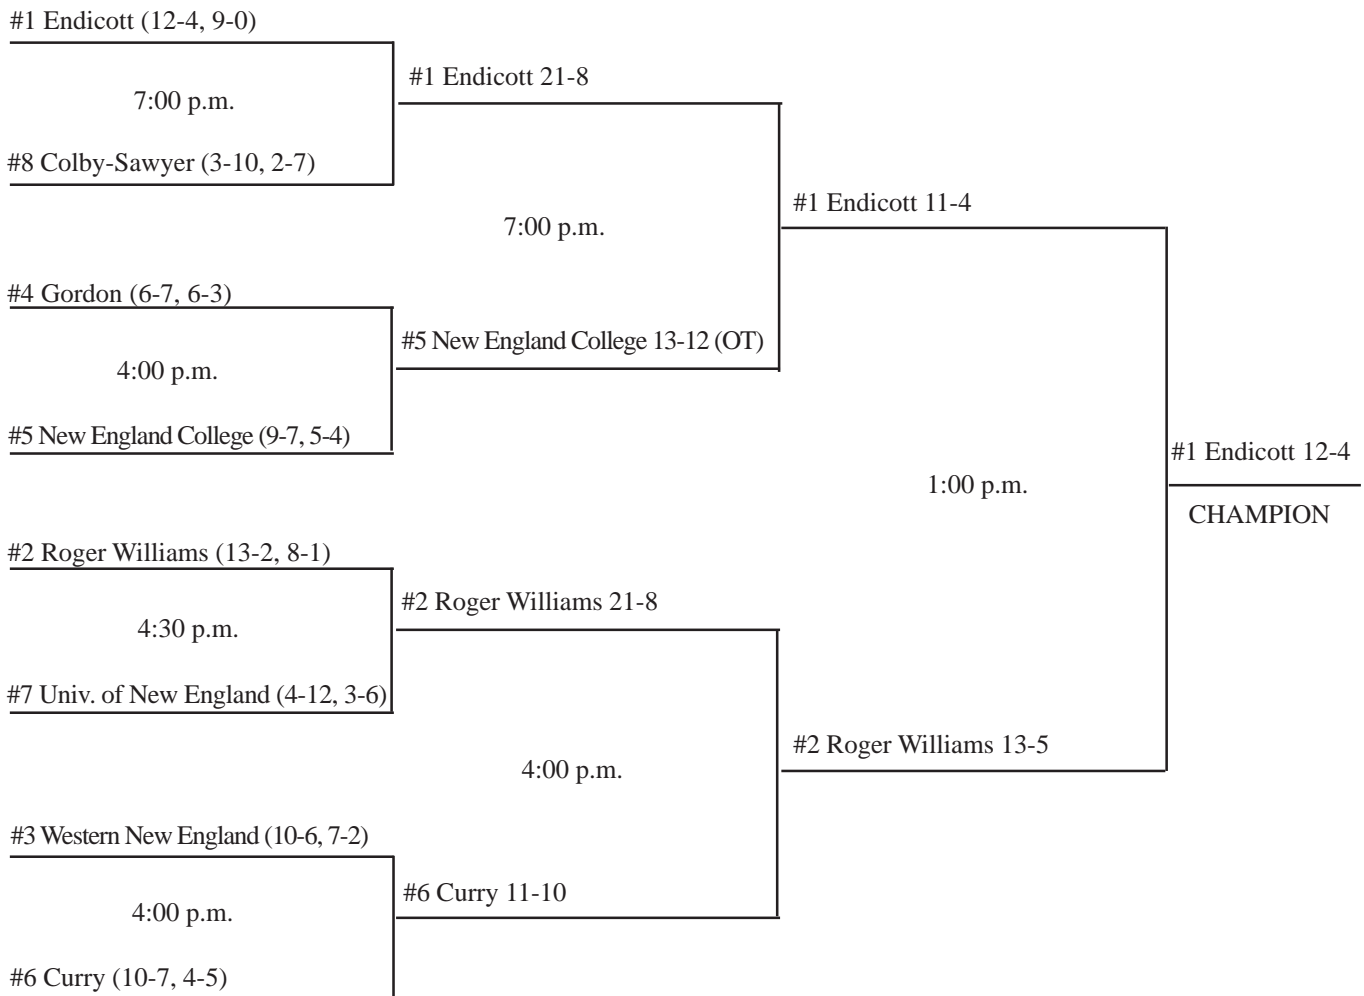 #1 Endicott (12-4, 9-0)
7:00 p.m.
#8 Colby-Sawyer (3-10, 2-7)
#4 Gordon (6-7, 6-3)
4:00 p.m.
#5 New England College (9-7, 5-4)
#2 Roger Williams (13-2, 8-1)
4:30 p.m.
#7 Univ. of New England (4-12, 3-6)
#3 Western New England (10-6, 7-2)
4:00 p.m.
#6 Curry (10-7, 4-5)
#1 Endicott 21-8
7:00 p.m.
#5 New England College 13-12 (OT)
#2 Roger Williams 21-8
4:00 p.m.
#6 Curry 11-10
#1 Endicott 11-4
1:00 p.m.
#2 Roger Williams 13-5
#1 Endicott 12-4
CHAMPION